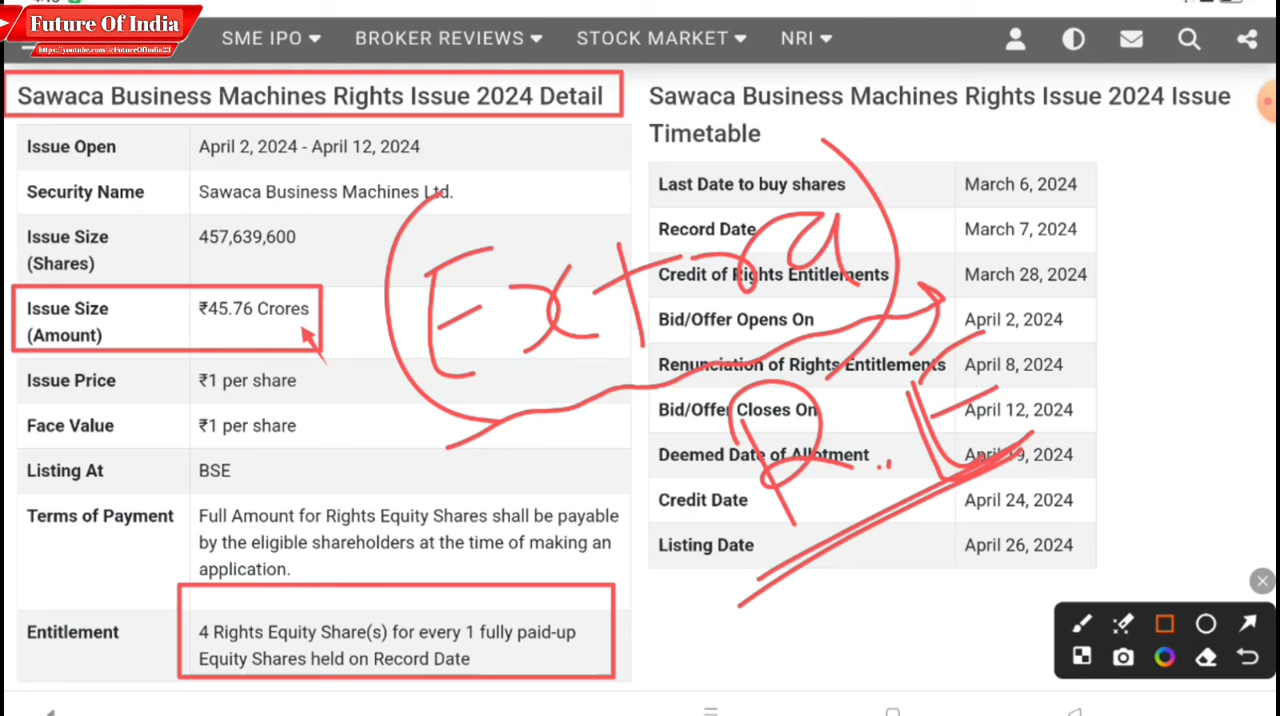 Future Of India
https://youtube.com/@FutureOfIndia23
SME IPO
BROKER REVIEWS
STOCK MARKET
NRI
Sawaca Business Machines Rights Issue 2024 Detail
Issue Open April 2, 2024 - April 12, 2024
Security Name Sawaca Business Machines Ltd.
Issue Size (Shares) 457,639,600
Issue Size (Amount) ₹45.76 Crores
Issue Price ₹1 per share
Face Value ₹1 per share
Listing At BSE
Terms of Payment Full Amount for Rights Equity Shares shall be payable
by the eligible shareholders at the time of making an
application.
Entitlement 4 Rights Equity Share(s) for every 1 fully paid-up
Equity Shares held on Record Date
Sawaca Business Machines Rights Issue 2024 Issue
Timetable
Last Date to buy shares March 6, 2024
Record Date March 7, 2024
Credit of Rights Entitlements March 28, 2024
Bid/Offer Opens On April 2, 2024
Renunciation of Rights Entitlements April 8, 2024
Bid/Offer Closes On April 12, 2024
Deemed Date of Allotment April 19, 2024
Credit Date April 24, 2024
Listing Date April 26, 2024
Extra
R.. E